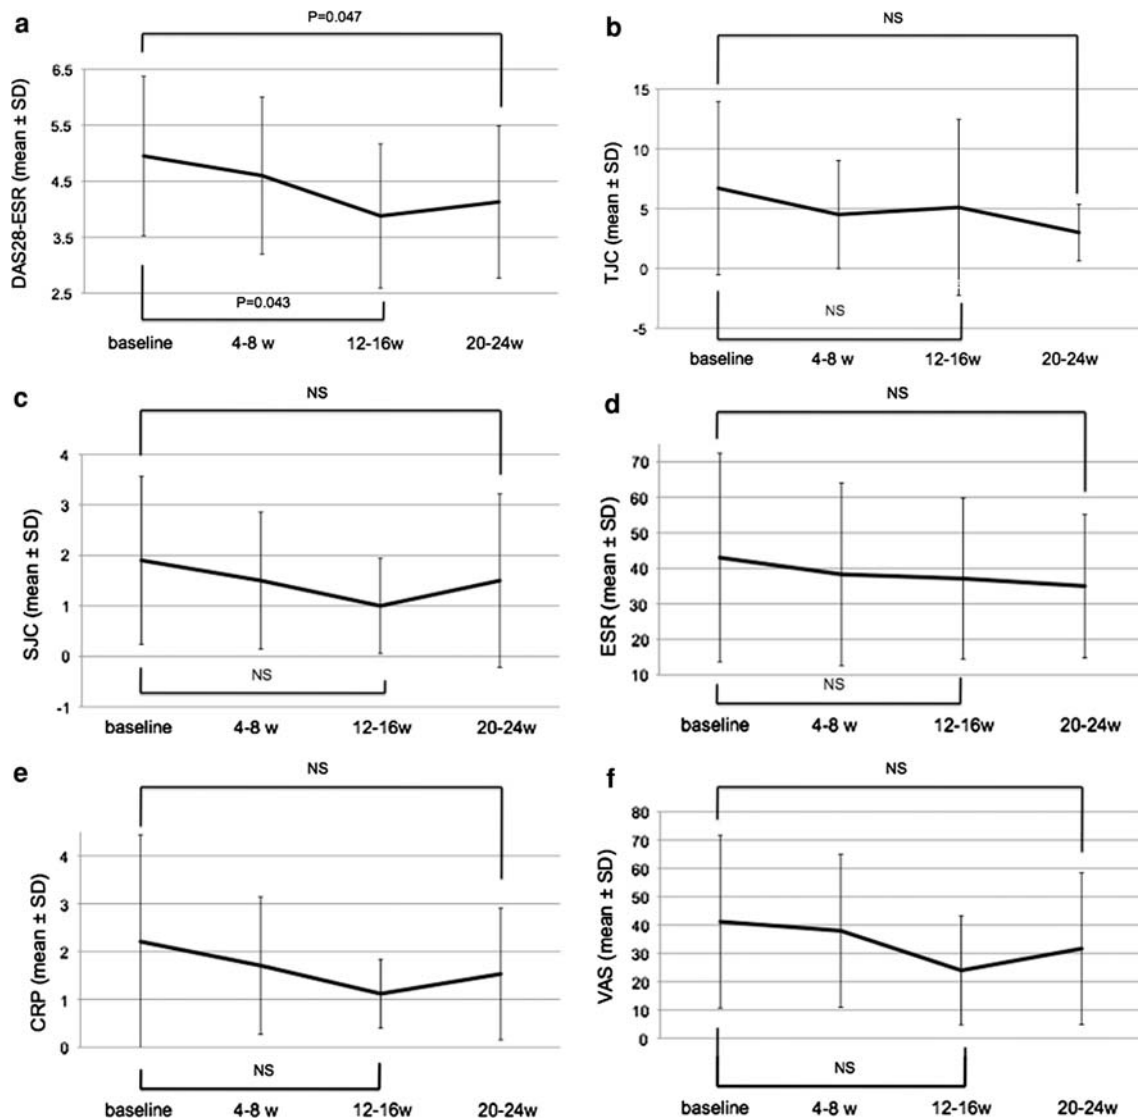 a
P=0.047
DAS28-ESR (mean ± SD)
6.5
5.5
4.5
3.5
2.5
P=0.043
baseline 4-8 w 12-16w 20-24w
b
NS
TJC (mean ± SD)
15
10
5
0
-5
NS
baseline 4-8 w 12-16w 20-24w
c
NS
SJC (mean ± SD)
4
3
2
1
0
-1
NS
baseline 4-8 w 12-16w 20-24w
d
NS
ESR (mean ± SD)
70
60
50
40
30
20
10
NS
baseline 4-8 w 12-16w 20-24w
e
NS
CRP (mean ± SD)
4
3
2
1
0
NS
baseline 4-8 w 12-16w 20-24w
f
NS
VAS (mean ± SD)
80
70
60
50
40
30
20
10
0
NS
baseline 4-8 w 12-16w 20-24w